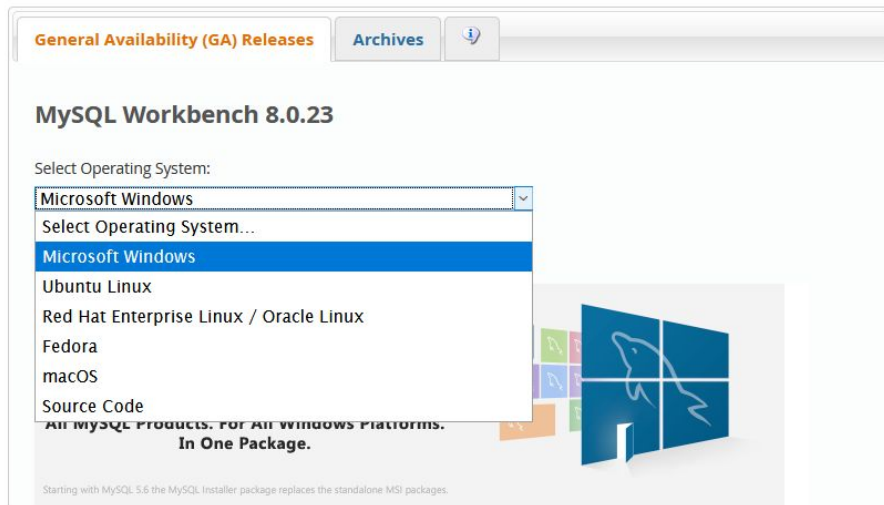 General Availability (GA) Releases
Archives
MySQL Workbench 8.0.23
Select Operating System:
Microsoft Windows
Select Operating System...
Microsoft Windows
Ubuntu Linux
Red Hat Enterprise Linux / Oracle Linux
Fedora
macOS
Source Code
All MySQL Products. For All Windows Platforms.
In One Package.
Starting with MySQL 5.6 the MySQL Installer package replaces the standalone MSI packages.